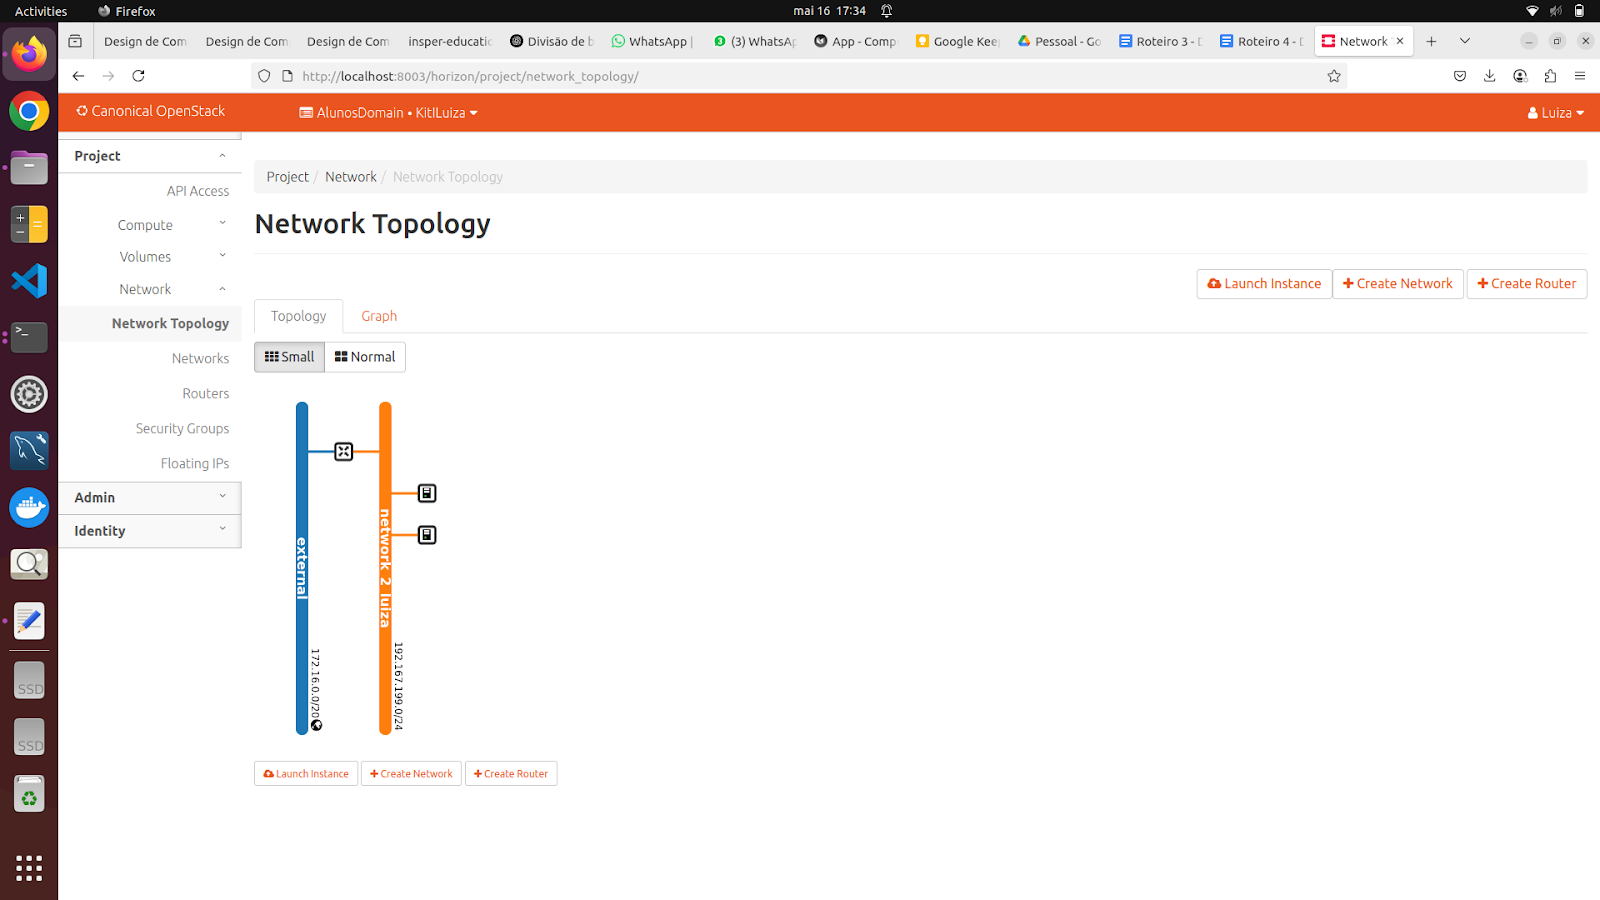 Activities
Firefox
mai 16 17:34
Design de Com
Design de Com
Design de Com
insper-educatio
Divisão de b
WhatsApp |
(3) WhatsAp
App - Comp
Google Kee
Pessoal - Go
Roteiro 3 - D
Roteiro 4 - D
Network
http://localhost:8003/horizon/project/network_topology/
Canonical OpenStack
AlunosDomain • KitILuiza
Luiza
Project
API Access
Compute
Volumes
Network
Network Topology
Networks
Routers
Security Groups
Floating IPs
Admin
Identity
Project / Network / Network Topology
Network Topology
Launch Instance
Create Network
Create Router
Topology
Graph
Small
Normal
external
172.16.0.0/20
network_2_luiza
192.167.199.0/24
Launch Instance
Create Network
Create Router
SSD
SSD